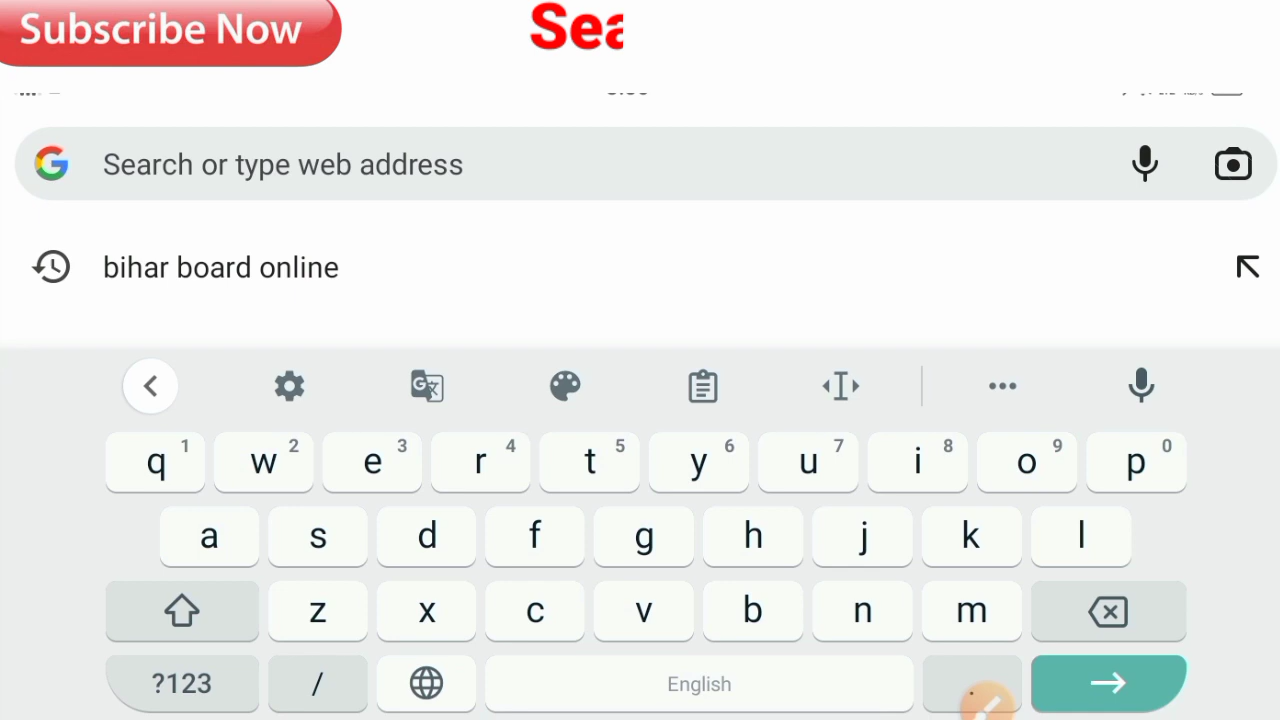 Subscribe Now
Search or type web address
bihar board online
q 1 w 2 e 3 r 4 t 5 y 6 u 7 i 8 o 9 p 0
a s d f g h j k l
z x c v b n m
?123 / English